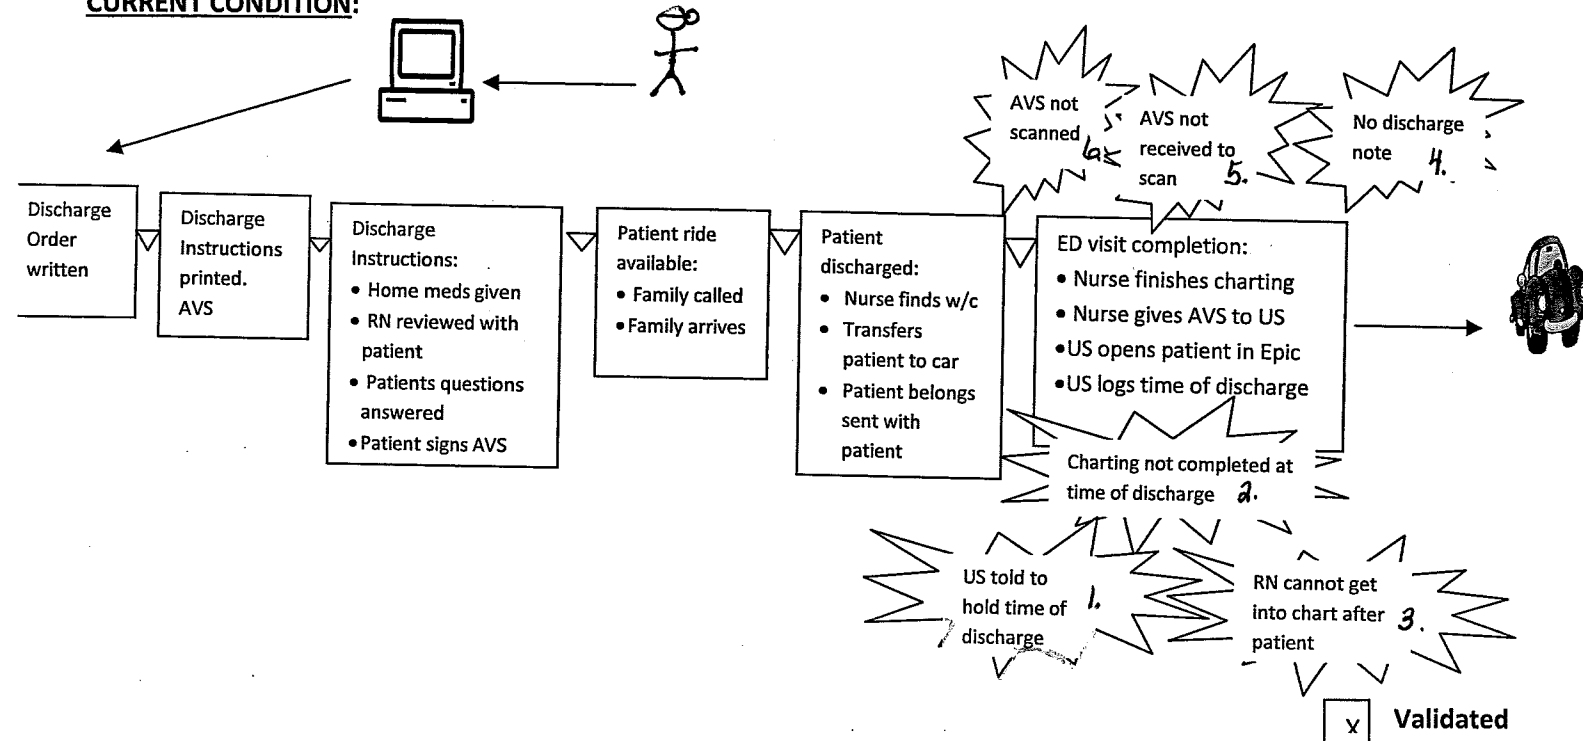 CURRENT CONDITION:
AVS not
scanned 6
AVS not
received to
scan 5.
No discharge
note 4.
Discharge
Order
written
Discharge
Instructions
printed.
AVS
Discharge
Instructions:
• Home meds given
• RN reviewed with
patient
• Patients questions
answered
• Patient signs AVS
Patient ride
available:
• Family called
• Family arrives
Patient
discharged:
• Nurse finds w/c
• Transfers
patient to car
• Patient belongs
sent with
patient
ED visit completion:
• Nurse finishes charting
• Nurse gives AVS to US
• US opens patient in Epic
• US logs time of discharge
Charting not completed at
time of discharge 2.
US told to
hold time of 1.
discharge
RN cannot get
into chart after 3.
patient
X Validated